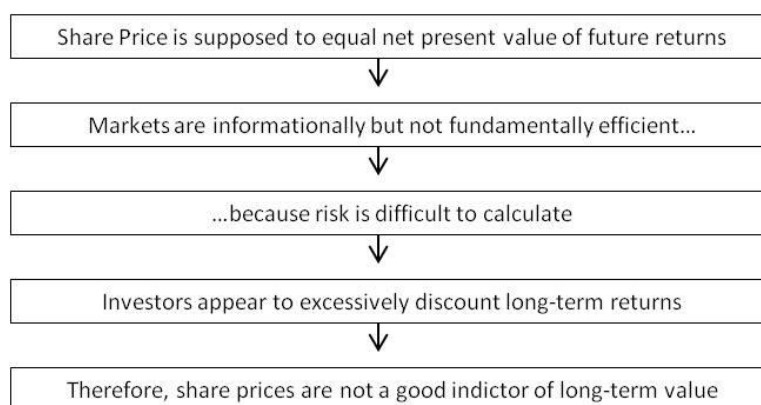 Share Price is supposed to equal net present value of future returns
Markets are informationally but not fundamentally efficient...
...because risk is difficult to calculate
Investors appear to excessively discount long-term returns
Therefore, share prices are not a good indictor of long-term value